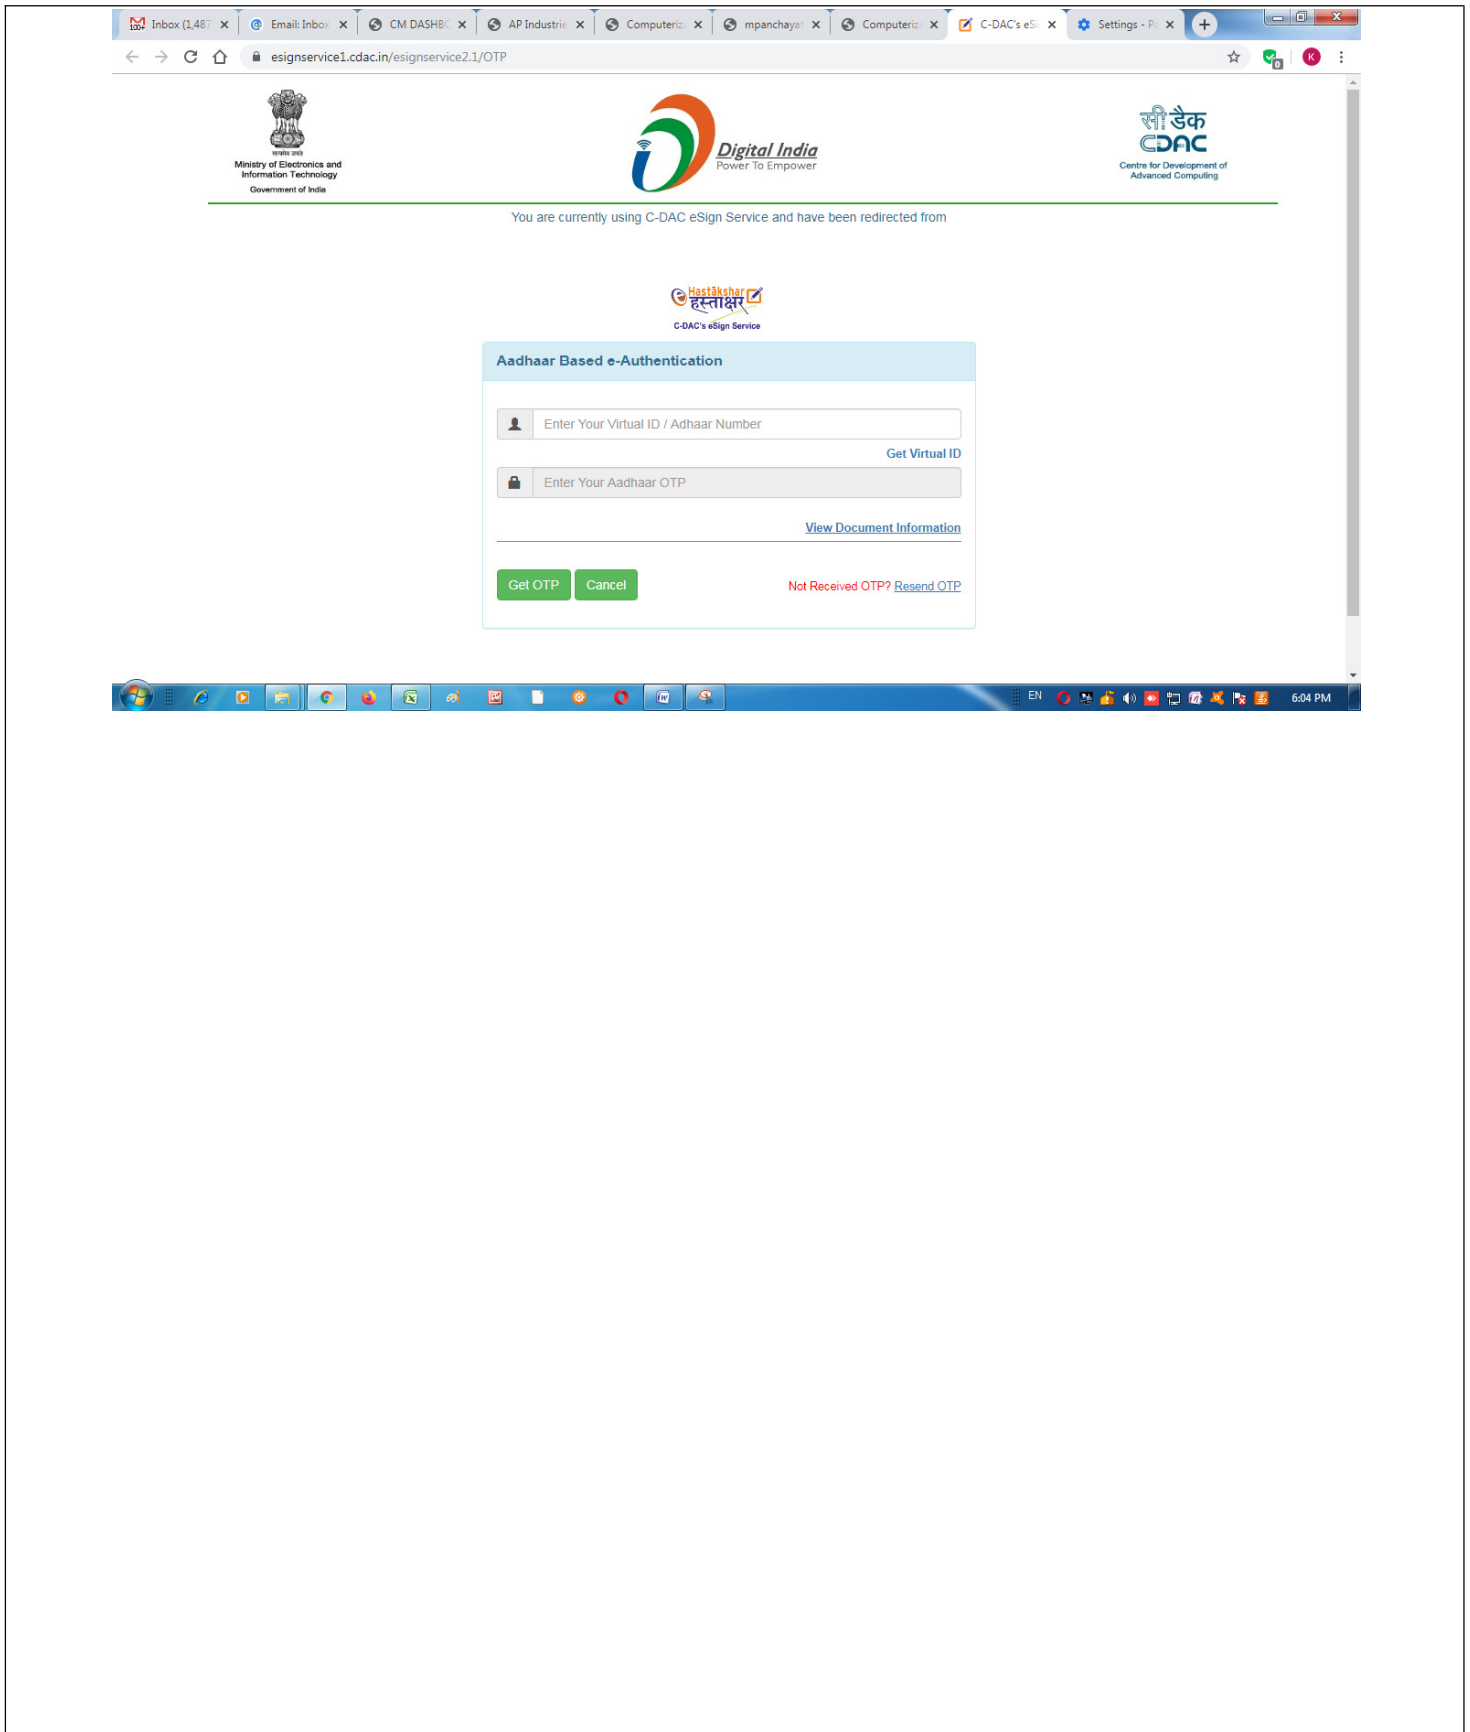 Inbox (1,487
Email: Inbox
CM DASHBC
AP Industrie
Computeriz
mpanchayat
Computeriz
C-DAC's eSi
Settings - Pa
esignservice1.cdac.in/esignservice2.1/OTP
K
Ministry of Electronics and
Information Technology
Government of India
Digital India
Power To Empower
सी डैक
CDAC
Centre for Development of
Advanced Computing
You are currently using C-DAC eSign Service and have been redirected from
Hastākshar
हस्ताक्षर
C-DAC's eSign Service
Aadhaar Based e-Authentication
Enter Your Virtual ID / Adhaar Number
Get Virtual ID
Enter Your Aadhaar OTP
View Document Information
Get OTP Cancel Not Received OTP? Resend OTP
EN 6:04 PM